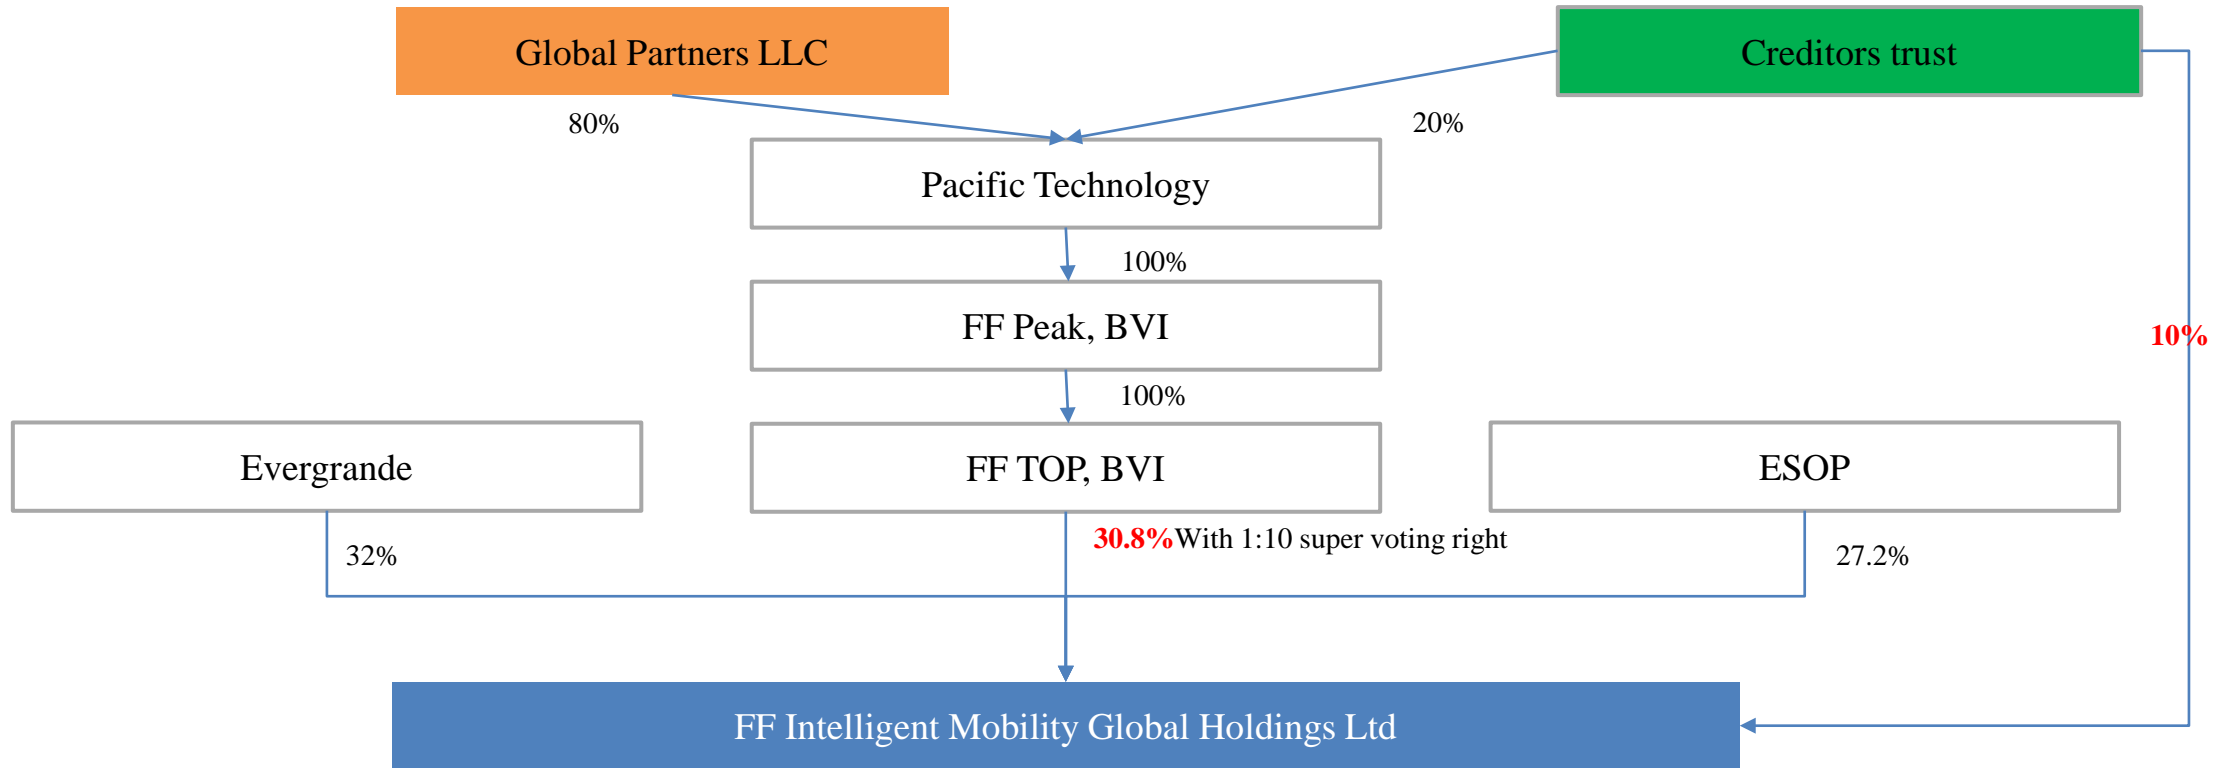 Global Partners LLC
Creditors trust
80%
20%
Pacific Technology
100%
FF Peak, BVI
10%
100%
Evergrande
FF TOP, BVI
ESOP
30.8%With 1:10 super voting right
32%
27.2%
FF Intelligent Mobility Global Holdings Ltd